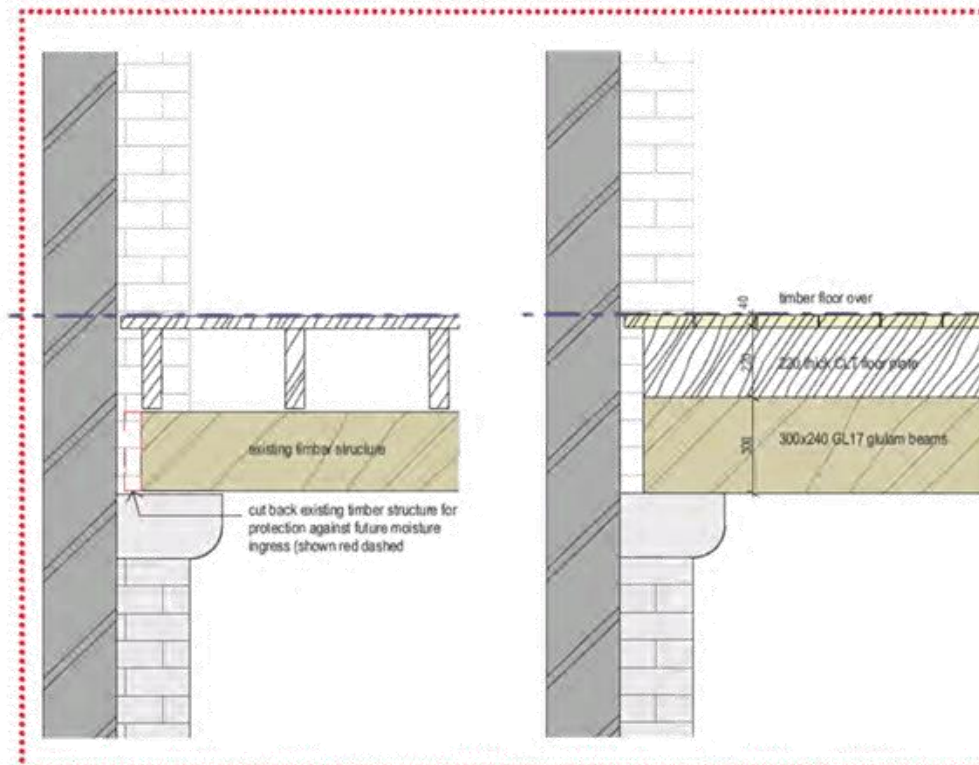 existing timber structure
cut back existing timber structure for
protection against future moisture
ingress (shown red dashed
40
timber floor over
220
220 thick CLT floor plate
300
300x240 GL17 glulam beams